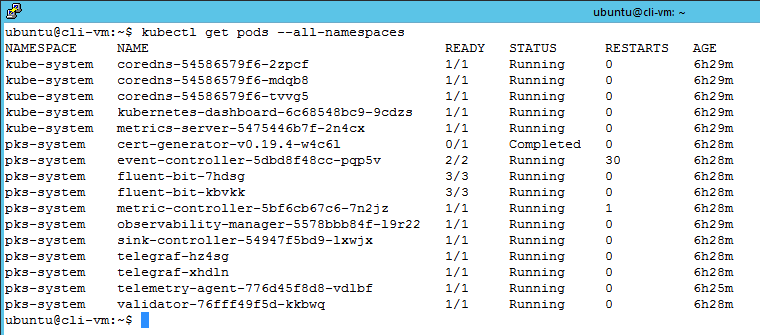 ubuntu@cli-vm: ~
ubuntu@cli-vm:~$ kubectl get pods --all-namespaces
NAMESPACE     NAME                                     READY   STATUS      RESTARTS   AGE
kube-system   coredns-54586579f6-2zpcf                 1/1     Running     0          6h29m
kube-system   coredns-54586579f6-mdqb8                 1/1     Running     0          6h29m
kube-system   coredns-54586579f6-tvvg5                 1/1     Running     0          6h29m
kube-system   kubernetes-dashboard-6c68548bc9-9cdzs    1/1     Running     0          6h29m
kube-system   metrics-server-5475446b7f-2n4cx          1/1     Running     0          6h29m
pks-system    cert-generator-v0.19.4-w4c6l             0/1     Completed   0          6h28m
pks-system    event-controller-5dbd8f48cc-pqp5v        2/2     Running     30         6h28m
pks-system    fluent-bit-7hdsg                         3/3     Running     0          6h28m
pks-system    fluent-bit-kbvkk                         3/3     Running     0          6h28m
pks-system    metric-controller-5bf6cb67c6-7n2jz       1/1     Running     1          6h28m
pks-system    observability-manager-5578bbb84f-l9r22   1/1     Running     0          6h29m
pks-system    sink-controller-54947f5bd9-lxwjx         1/1     Running     0          6h28m
pks-system    telegraf-hz4sg                           1/1     Running     0          6h28m
pks-system    telegraf-xhdln                           1/1     Running     0          6h28m
pks-system    telemetry-agent-776d45f8d8-vdlbf         1/1     Running     0          6h25m
pks-system    validator-76fff49f5d-kkbwq               1/1     Running     0          6h28m
ubuntu@cli-vm:~$